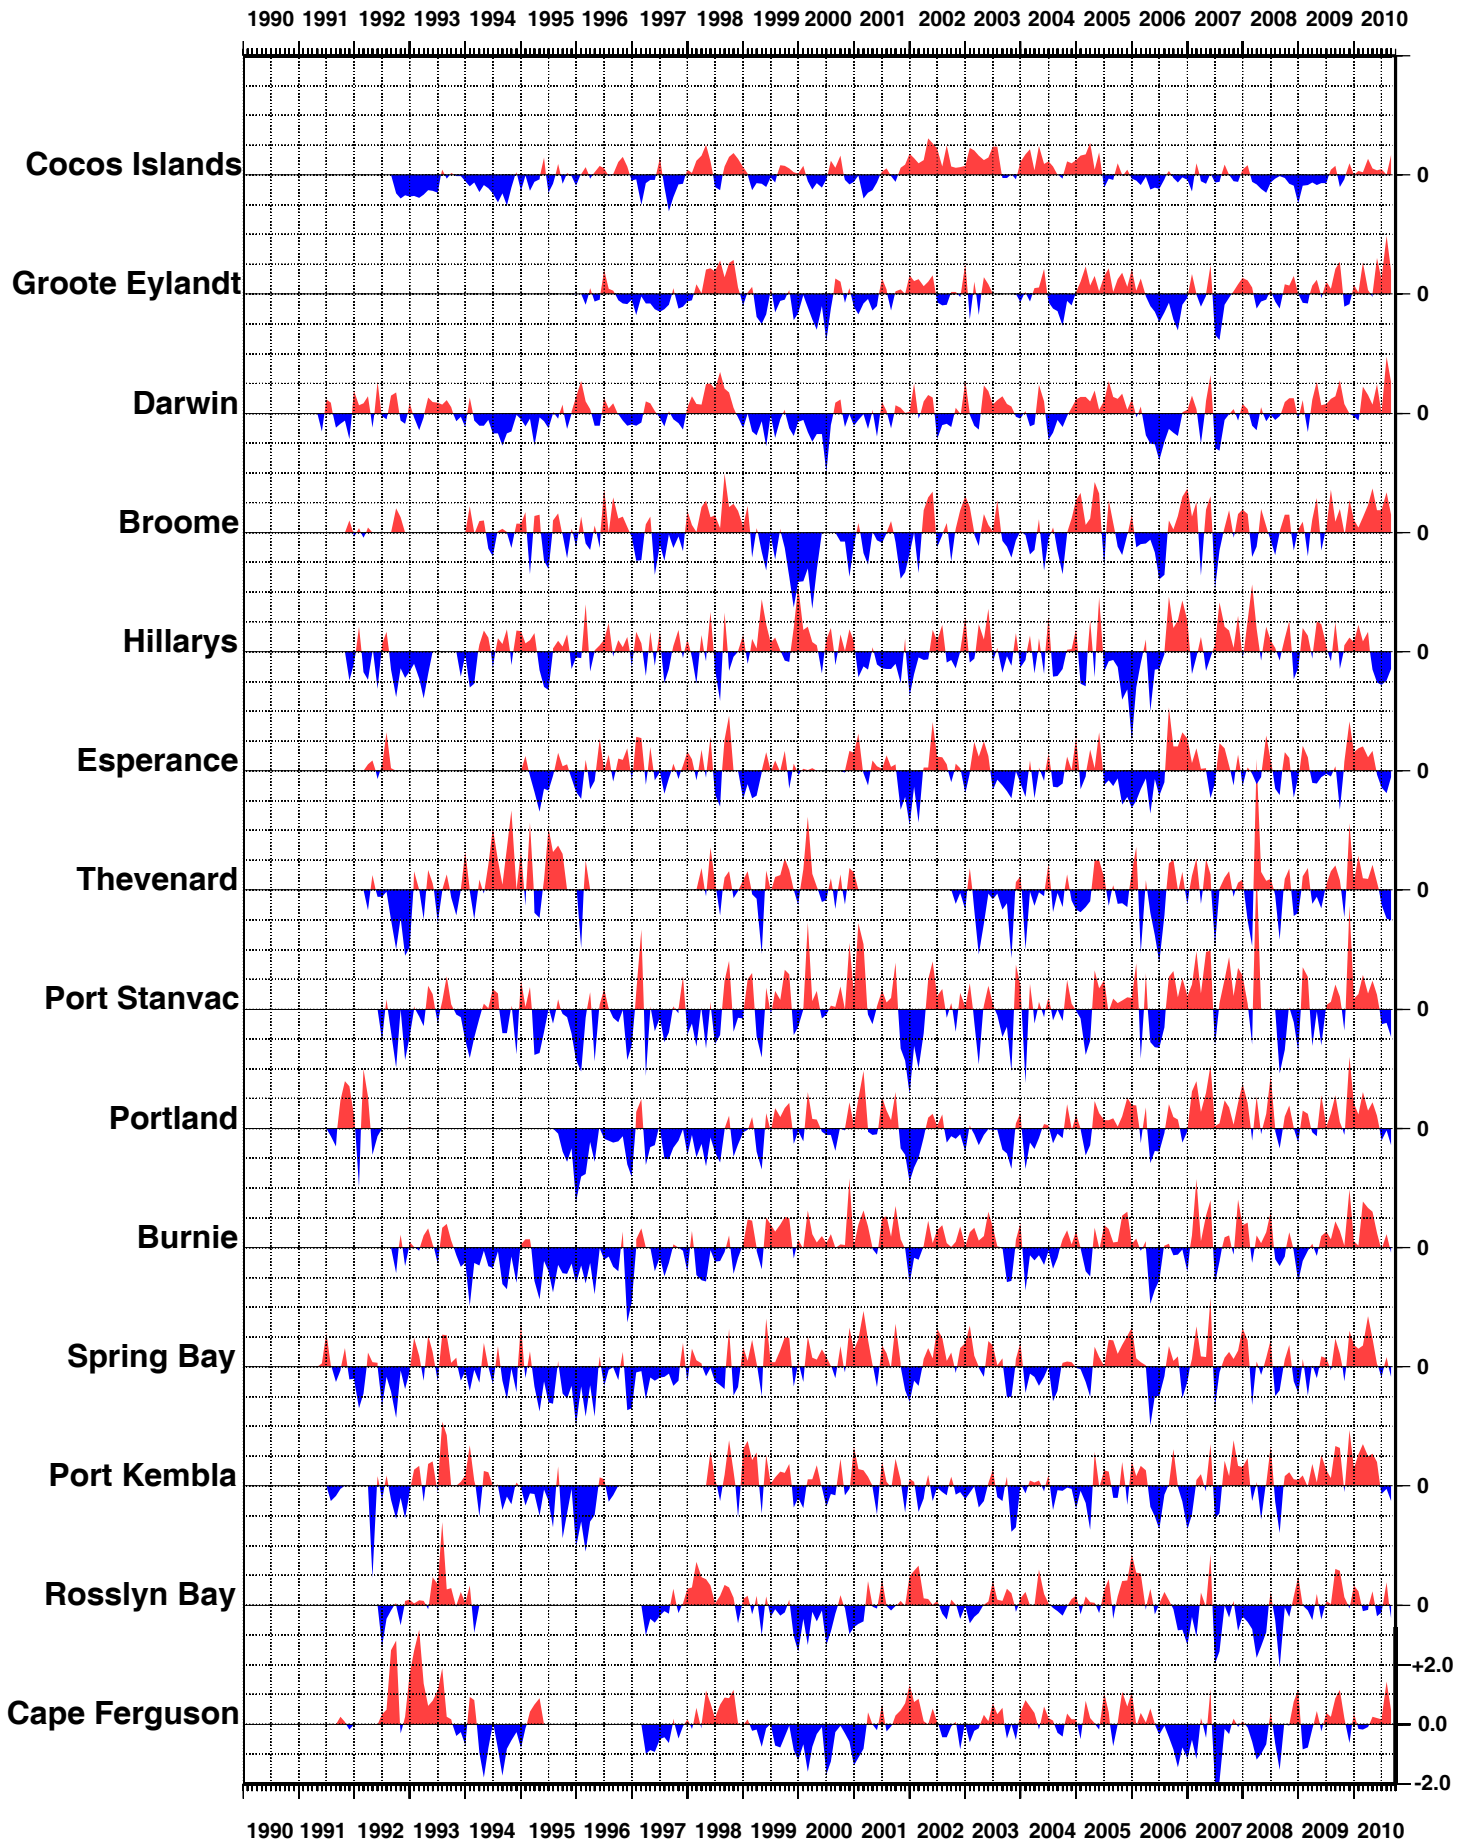 1990 1991 1992 1993 1994 1995 1996 1997 1998 1999 2000 2001 2002 2003 2004 2005 2006 2007 2008 2009 2010
Cocos Islands 0
Groote Eylandt 0
Darwin 0
Broome 0
Hillarys 0
Esperance 0
Thevenard 0
Port Stanvac 0
Portland 0
Burnie 0
Spring Bay 0
Port Kembla 0
Rosslyn Bay 0
+2.0
Cape Ferguson 0.0
-2.0
1990 1991 1992 1993 1994 1995 1996 1997 1998 1999 2000 2001 2002 2003 2004 2005 2006 2007 2008 2009 2010